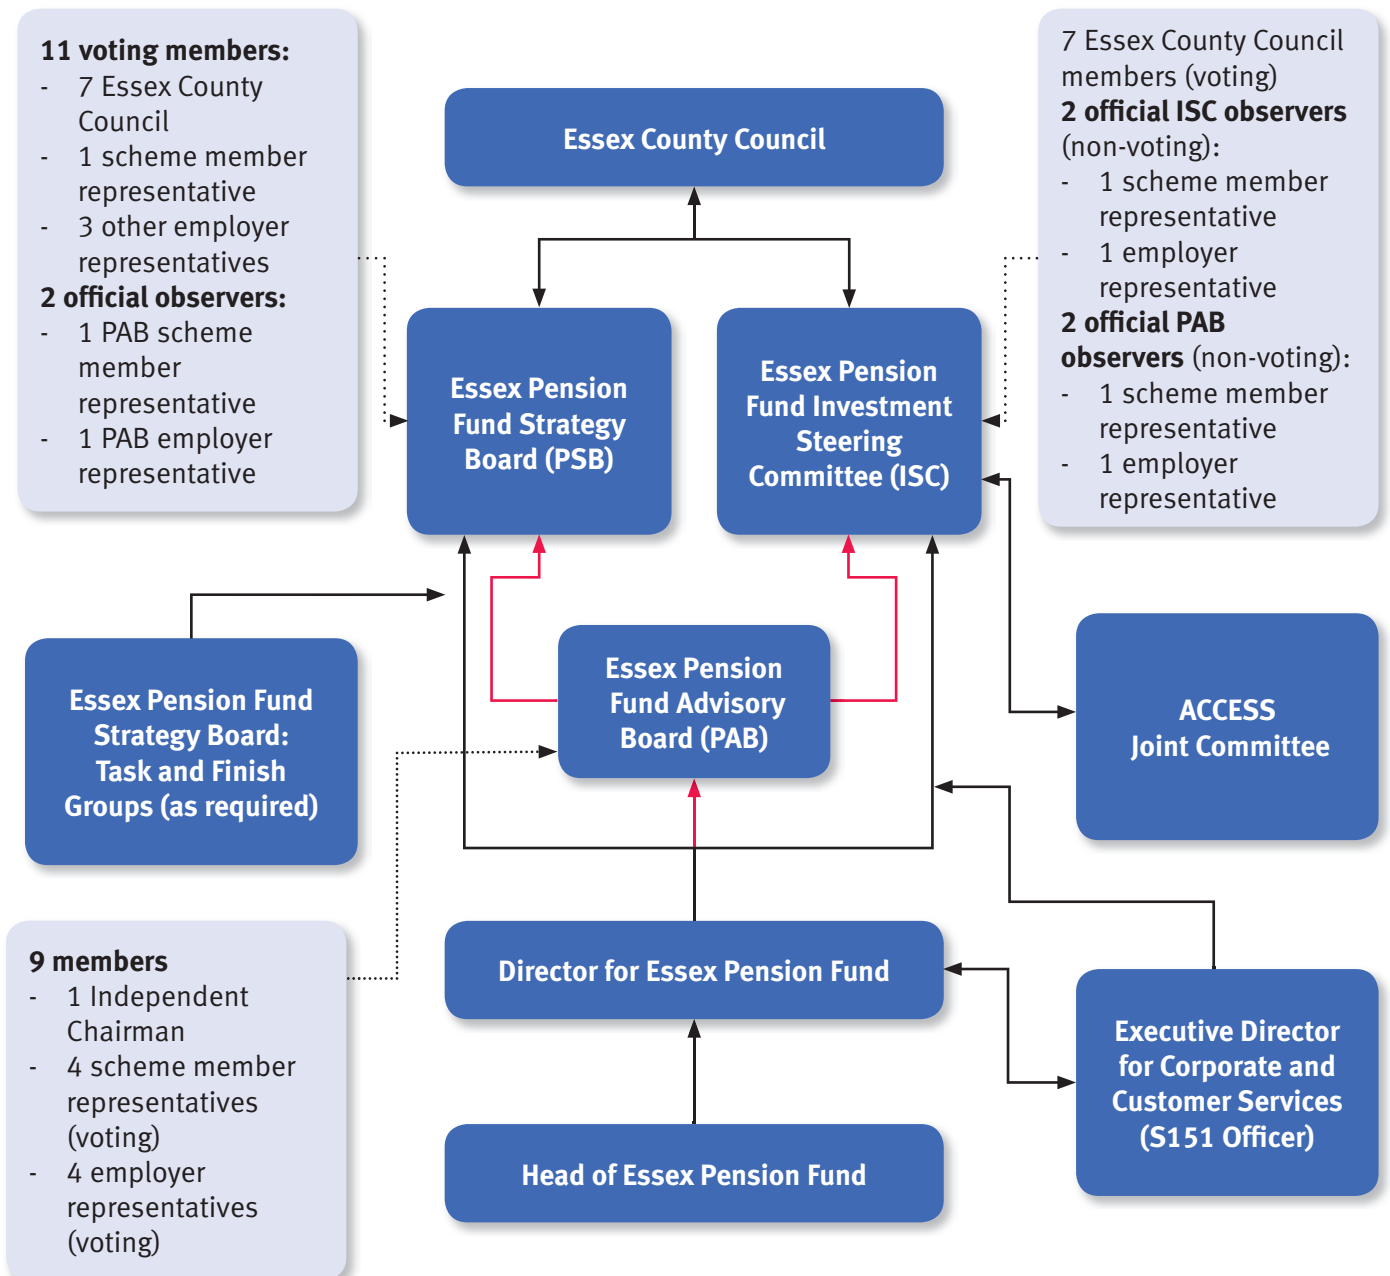 11 voting members:
- 7 Essex County
Council
- 1 scheme member
representative
- 3 other employer
representatives
2 official observers:
- 1 PAB scheme
member
representative
- 1 PAB employer
representative
Essex County Council
7 Essex County Council
members (voting)
2 official ISC observers
(non-voting):
- 1 scheme member
representative
- 1 employer
representative
2 official PAB
observers (non-voting):
- 1 scheme member
representative
- 1 employer
representative
Essex Pension
Fund Strategy
Board (PSB)
Essex Pension
Fund Investment
Steering
Committee (ISC)
Essex Pension Fund
Strategy Board:
Task and Finish
Groups (as required)
Essex Pension
Fund Advisory
Board (PAB)
ACCESS
Joint Committee
9 members
- 1 Independent
Chairman
- 4 scheme member
representatives
(voting)
- 4 employer
representatives
(voting)
Director for Essex Pension Fund
Executive Director
for Corporate and
Customer Services
(S151 Officer)
Head of Essex Pension Fund